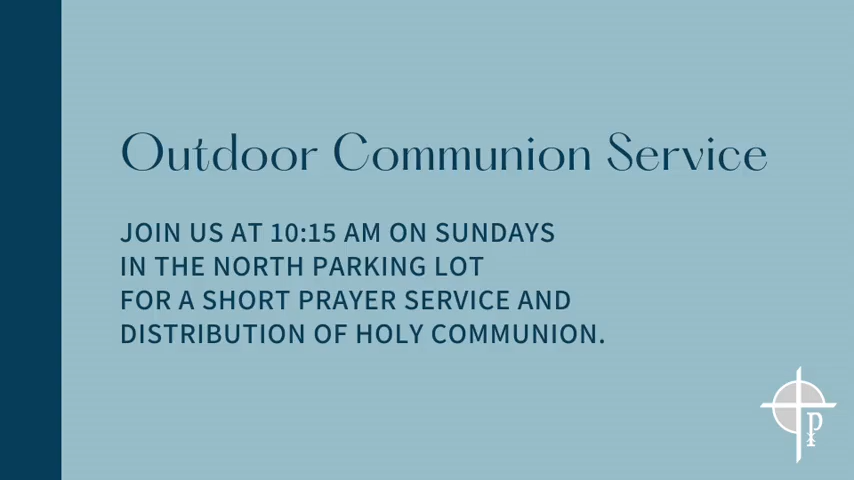 Outdoor Communion Service
JOIN US AT 10:15 AM ON SUNDAYS
IN THE NORTH PARKING LOT
FOR A SHORT PRAYER SERVICE AND
DISTRIBUTION OF HOLY COMMUNION.
P